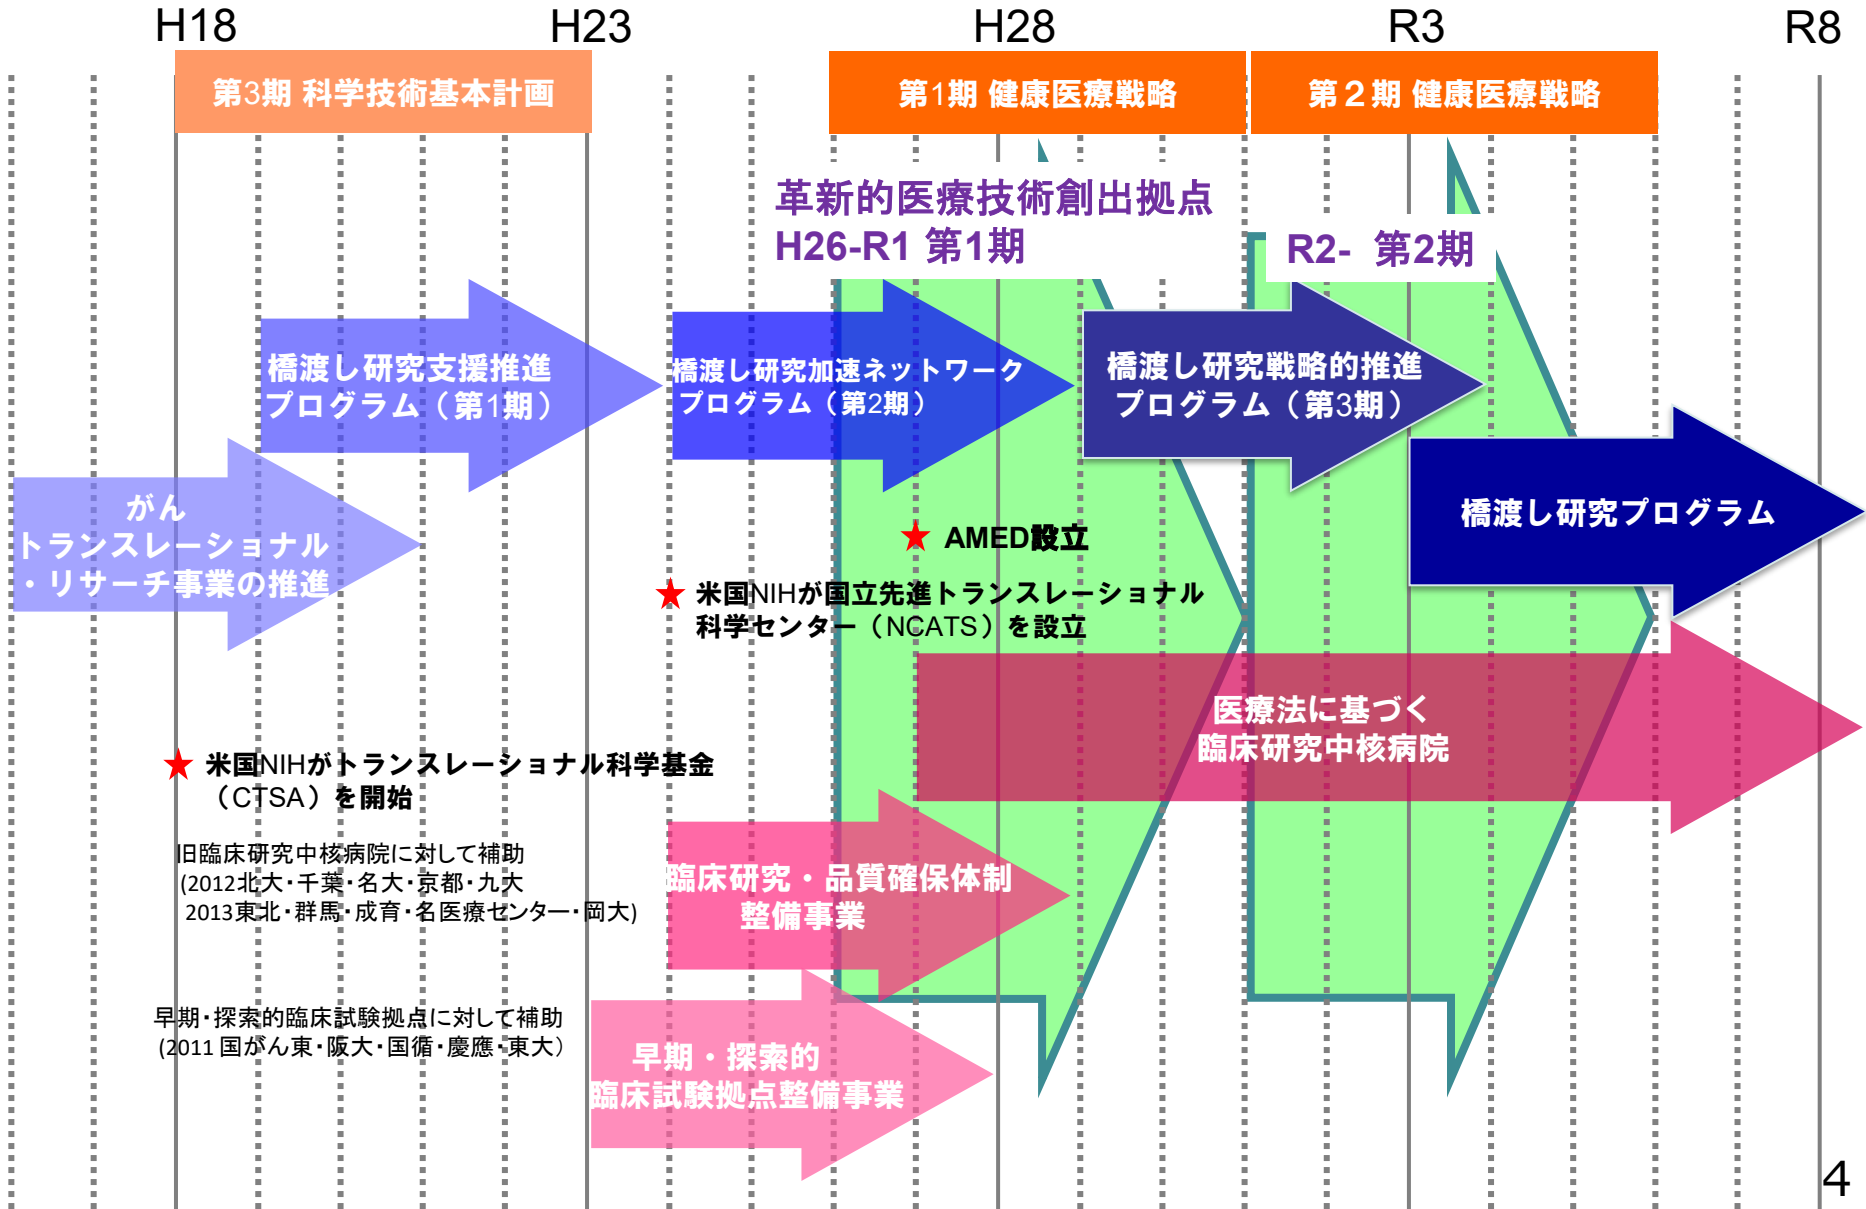 H18
H23
H28
R3
R8
第3期 科学技術基本計画
第1期 健康医療戦略
第２期 健康医療戦略
革新的医療技術創出拠点
H26-R1 第1期
R2- 第2期
橋渡し研究支援推進
プログラム（第1期）
橋渡し研究加速ネットワーク
プログラム（第2期）
橋渡し研究戦略的推進
プログラム（第3期）
橋渡し研究プログラム
がん
トランスレーショナル
・リサーチ事業の推進
★ AMED設立
★ 米国NIHが国立先進トランスレーショナル
科学センター（NCATS）を設立
医療法に基づく
臨床研究中核病院
★ 米国NIHがトランスレーショナル科学基金
（CTSA）を開始
旧臨床研究中核病院に対して補助
(2012北大・千葉・名大・京都・九大
2013東北・群馬・成育・名医療センター・岡大)
臨床研究・品質確保体制
整備事業
早期・探索的臨床試験拠点に対して補助
(2011 国がん東・阪大・国循・慶應・東大）
早期・探索的
臨床試験拠点整備事業
4